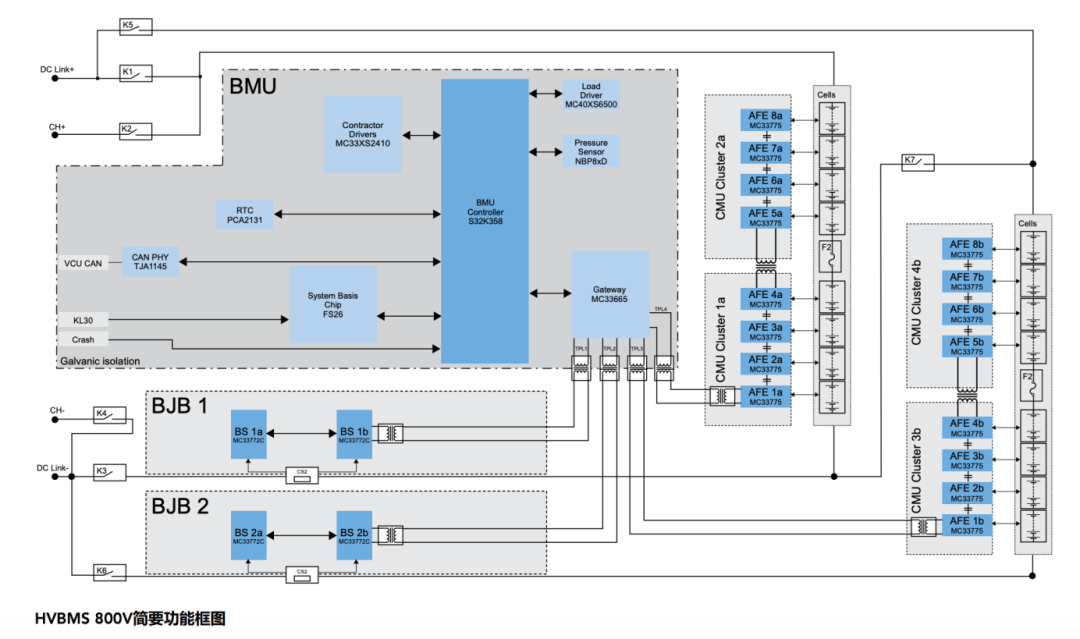 K5
DC Link+
K1
CH+
K2
BMU
Contractor
Drivers
MC33XS2410
RTC
PCA2131
VCU CAN
CAN PHY
TJA1145
System Basis
Chip
FS26
KL30
Crash
Galvanic isolation
BMU
Controller
S32K358
Load
Driver
MC40XS6500
Pressure
Sensor
NBP8xD
Gateway
MC33665
TPL1
TPL2
TPL3
TPL4
CMU Cluster 2a
AFE 8a
MC33775
AFE 7a
MC33775
AFE 6a
MC33775
AFE 5a
MC33775
CMU Cluster 1a
AFE 4a
MC33775
AFE 3a
MC33775
AFE 2a
MC33775
AFE 1a
MC33775
Cells
F2
K7
CMU Cluster 4b
AFE 8b
MC33775
AFE 7b
MC33775
AFE 6b
MC33775
AFE 5b
MC33775
CMU Cluster 3b
AFE 4b
MC33775
AFE 3b
MC33775
AFE 2b
MC33775
AFE 1b
MC33775
Cells
F2
CH-
K4
DC Link-
K3
K6
BJB 1
BS 1a
MC33772C
BS 1b
MC33772C
CS2
BJB 2
BS 2a
MC33772C
BS 2b
MC33772C
CS2
HVBMS 800V简要功能框图